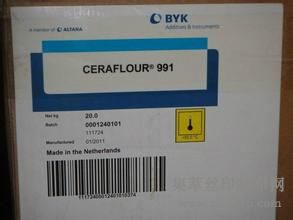 A member of ALTANA
BYK
Additives & Instruments
CERAFLOUR® 991
Net kg 20.0
Batch 0001240101
111724
Manufactured 01/2011
Made in the Netherlands
11172400012401010374